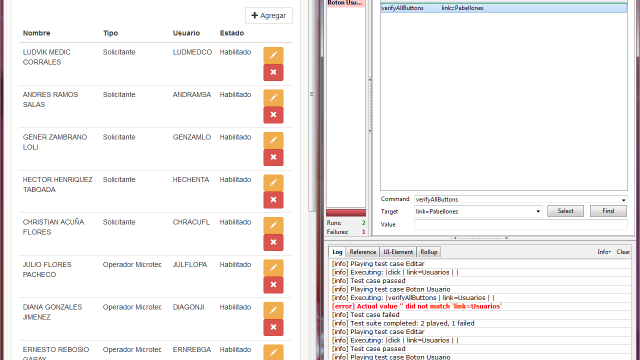 + Agregar
Nombre Tipo Usuario Estado
LUDVIK MEDIC CORRALES Solicitante LUDMEDCO Habilitado
ANDRES RAMOS SALAS Solicitante ANDRAMSA Habilitado
GENER ZAMBRANO LOLI Solicitante GENZAMLO Habilitado
HECTOR HENRIQUEZ TABOADA Solicitante HECHENTA Habilitado
CHRISTIAN ACUÑA FLORES Solicitante CHRACUFL Habilitado
JULIO FLORES PACHECO Operador Microtec JULFLOPA Habilitado
DIANA GONZALES JIMENEZ Operador Microtec DIAGONJI Habilitado
ERNESTO REBOSIO GARAY Operador Microtec ERNREBGA Habilitado
Boton Usu...
Runs: 2
Failures: 1
verifyAllButtons link=Pabellones
Command verifyAllButtons
Target link=Pabellones Select Find
Value
Log Reference UI-Element Rollup Info Clear
[info] Playing test case Editar
[info] Executing: |click | link=Usuarios | |
[info] Test case passed
[info] Playing test case Boton Usuario
[info] Executing: |verifyAllButtons | link=Usuarios | |
[error] Actual value '' did not match 'link=Usuarios'
[info] Test case failed
[info] Test suite completed: 2 played, 1 failed
[info] Playing test case Editar
[info] Executing: |click | link=Usuarios | |
[info] Test case passed
[info] Playing test case Boton Usuario